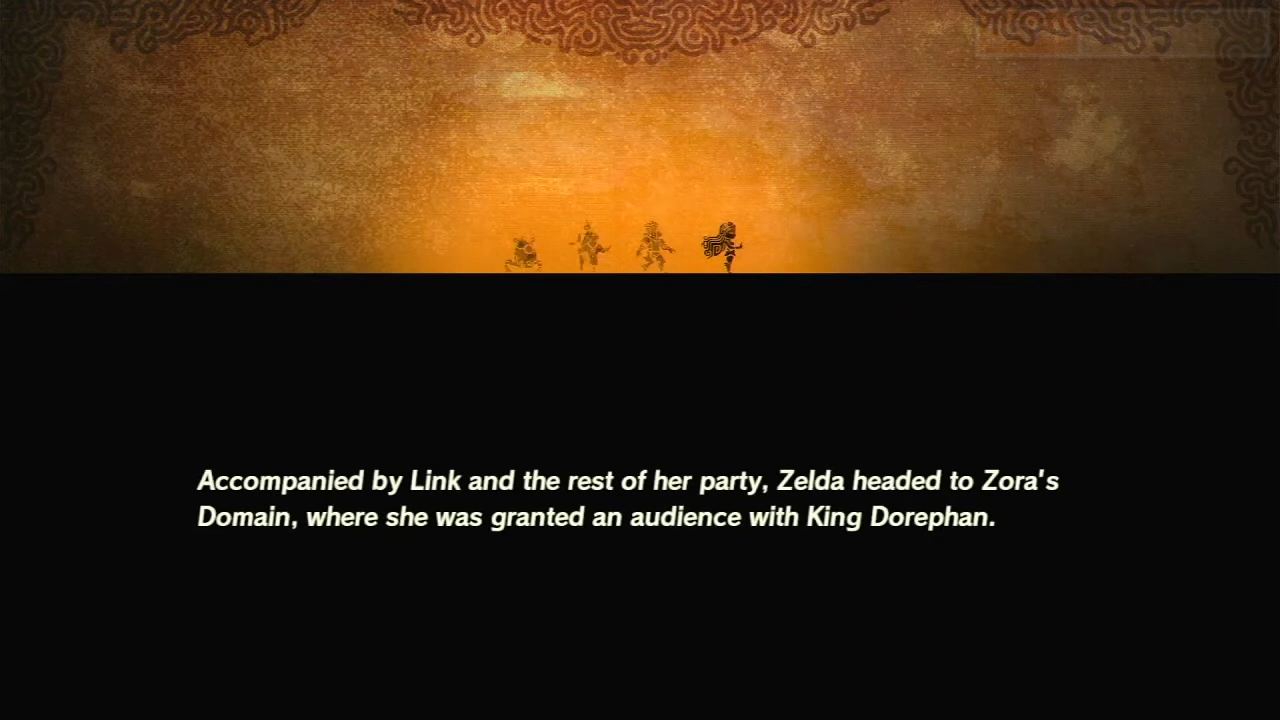 Accompanied by Link and the rest of her party, Zelda headed to Zora's
Domain, where she was granted an audience with King Dorephan.